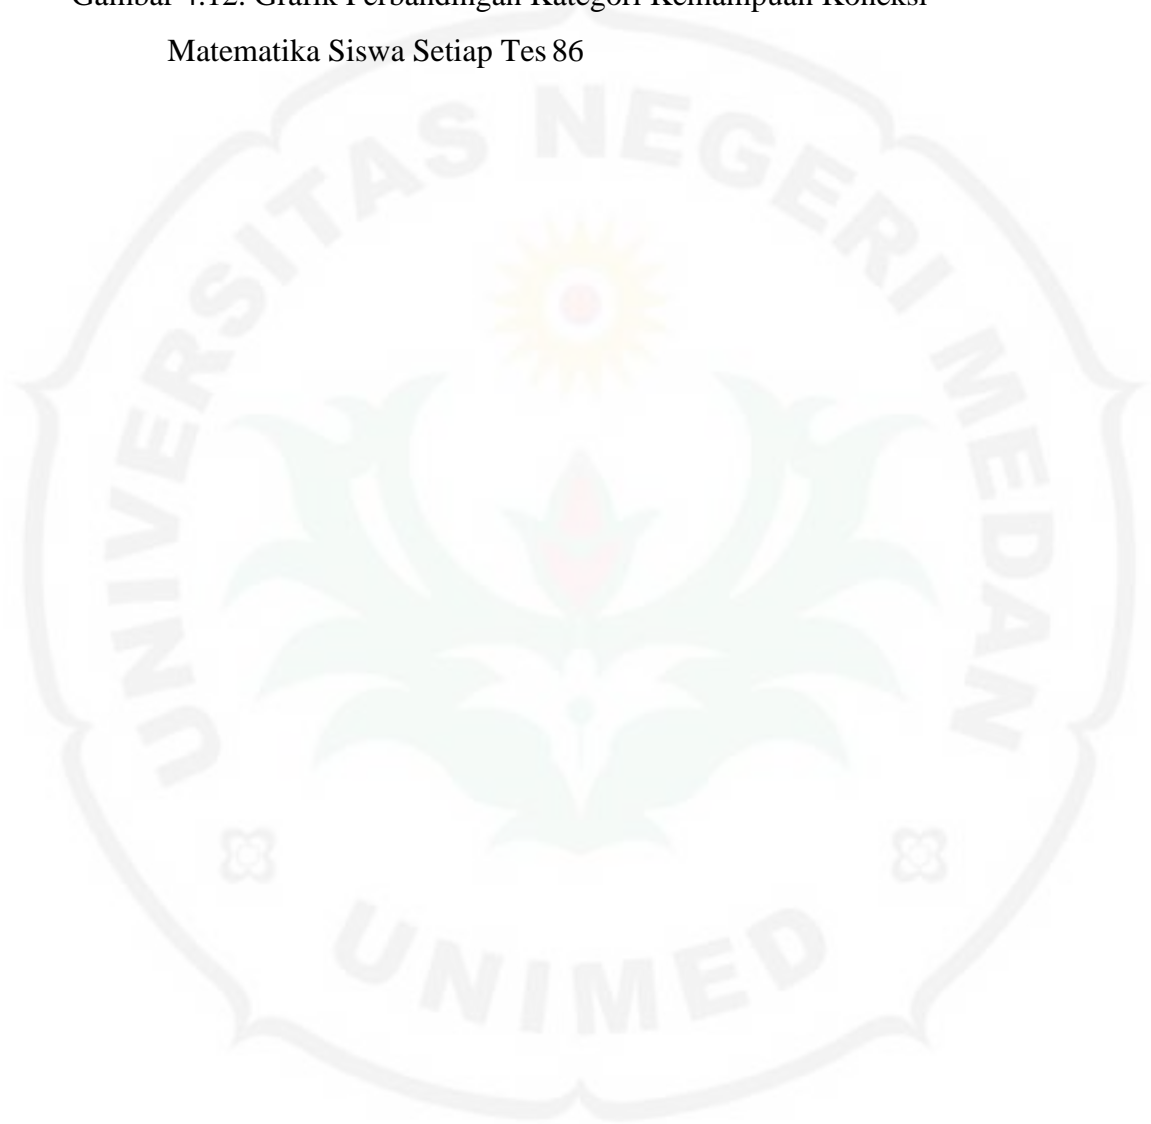 Gambar 4.12. Grafik Perbandingan Kategori Kemampuan Koneksi
Matematika Siswa Setiap Tes 86
UNIVERSITAS NEGERI MEDAN
UNIMED